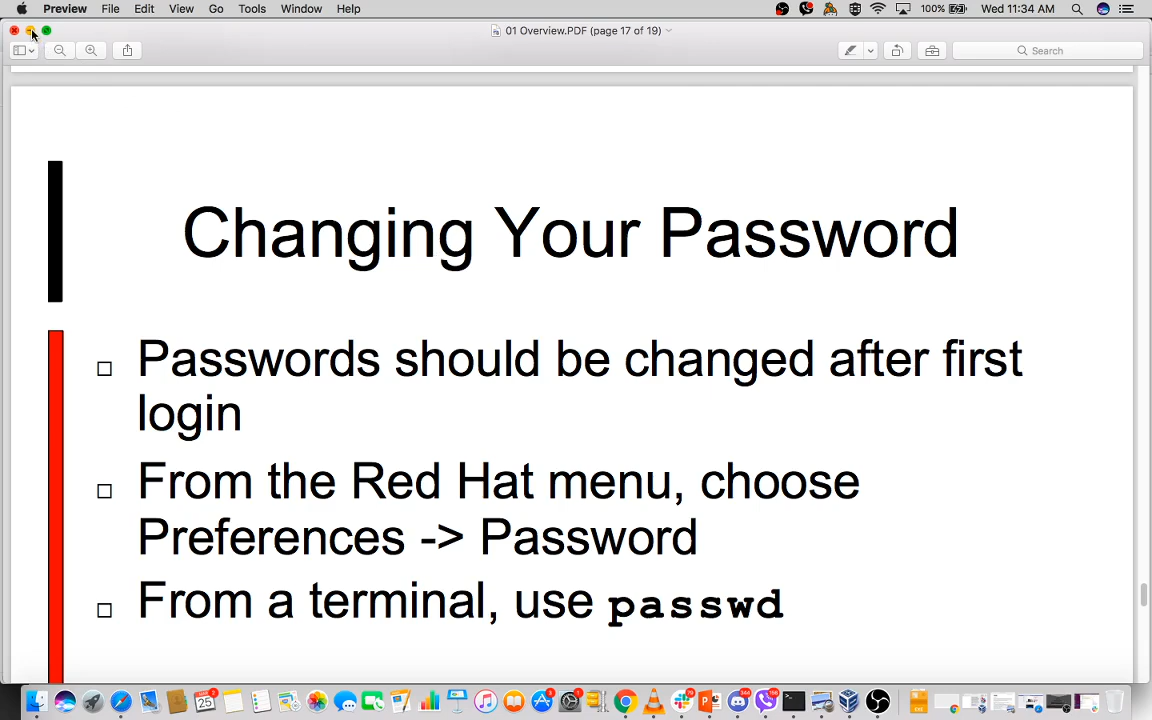 Preview File Edit View Go Tools Window Help 100% Wed 11:34 AM
01 Overview.PDF (page 17 of 19)
Search
Changing Your Password
Passwords should be changed after first
login
From the Red Hat menu, choose
Preferences -> Password
From a terminal, use passwd